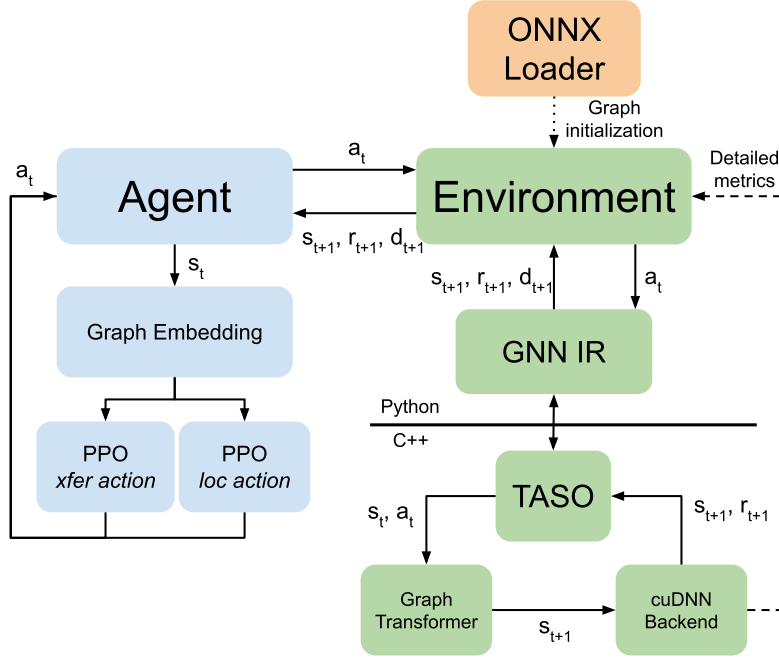 ONNX
Loader
Graph
initialization
a_t
Agent
a_t
s_{t+1}, r_{t+1}, d_{t+1}
Environment
Detailed
metrics
s_t
Graph Embedding
PPO
xfer action
PPO
loc action
s_{t+1}, r_{t+1}, d_{t+1}
a_t
GNN IR
Python
C++
TASO
s_t, a_t
s_{t+1}, r_{t+1}
Graph
Transformer
s_{t+1}
cuDNN
Backend